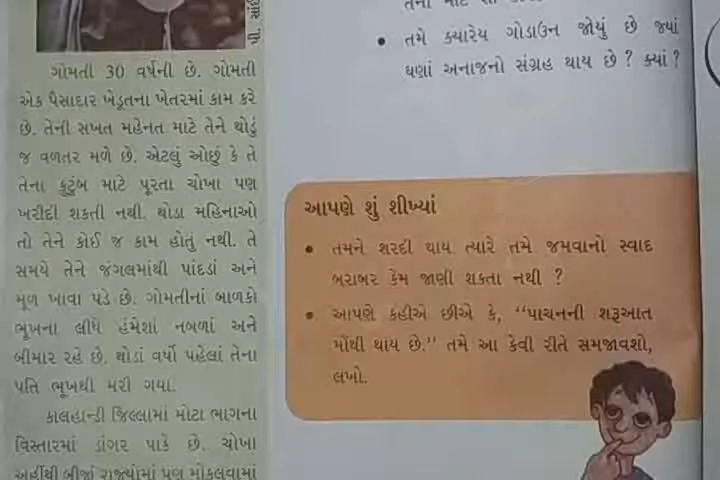 ગોમતી 30 વર્ષની છે. ગોમતી
એક પૈસાદાર ખેડૂતના ખેતરમાં કામ કરે
છે. તેની સખત મહેનત માટે તેને થોડું
જ વળતર મળે છે. એટલું ઓછું કે તે
તેના કુટુંબ માટે પૂરતા ચોખા પણ
ખરીદી શકતી નથી. થોડા મહિનાઓ
તો તેને કોઈ જ કામ હોતું નથી. તે
સમયે તેને જંગલમાંથી પાંદડાં અને
મૂળ ખાવા પડે છે. ગોમતીનાં બાળકો
ભૂખના લીધે હંમેશાં નબળાં અને
બીમાર રહે છે. થોડાં વર્ષો પહેલાં તેના
પતિ ભૂખથી મરી ગયા.
કાલહાન્ડી જિલ્લામાં મોટા ભાગના
વિસ્તારમાં ડાંગર પાકે છે. ચોખા
અહીંથી બીજાં રાજ્યોમાં પણ મોકલવામાં
• તમે ક્યારેય ગોડાઉન જોયું છે જ્યાં
ઘણાં અનાજનો સંગ્રહ થાય છે ? ક્યાં ?
આપણે શું શીખ્યાં
• તમને શરદી થાય ત્યારે તમે જમવાનો સ્વાદ
બરાબર કેમ જાણી શકતા નથી ?
• આપણે કહીએ છીએ કે, “પાચનની શરૂઆત
મોંથી થાય છે.” તમે આ કેવી રીતે સમજાવશો,
લખો.